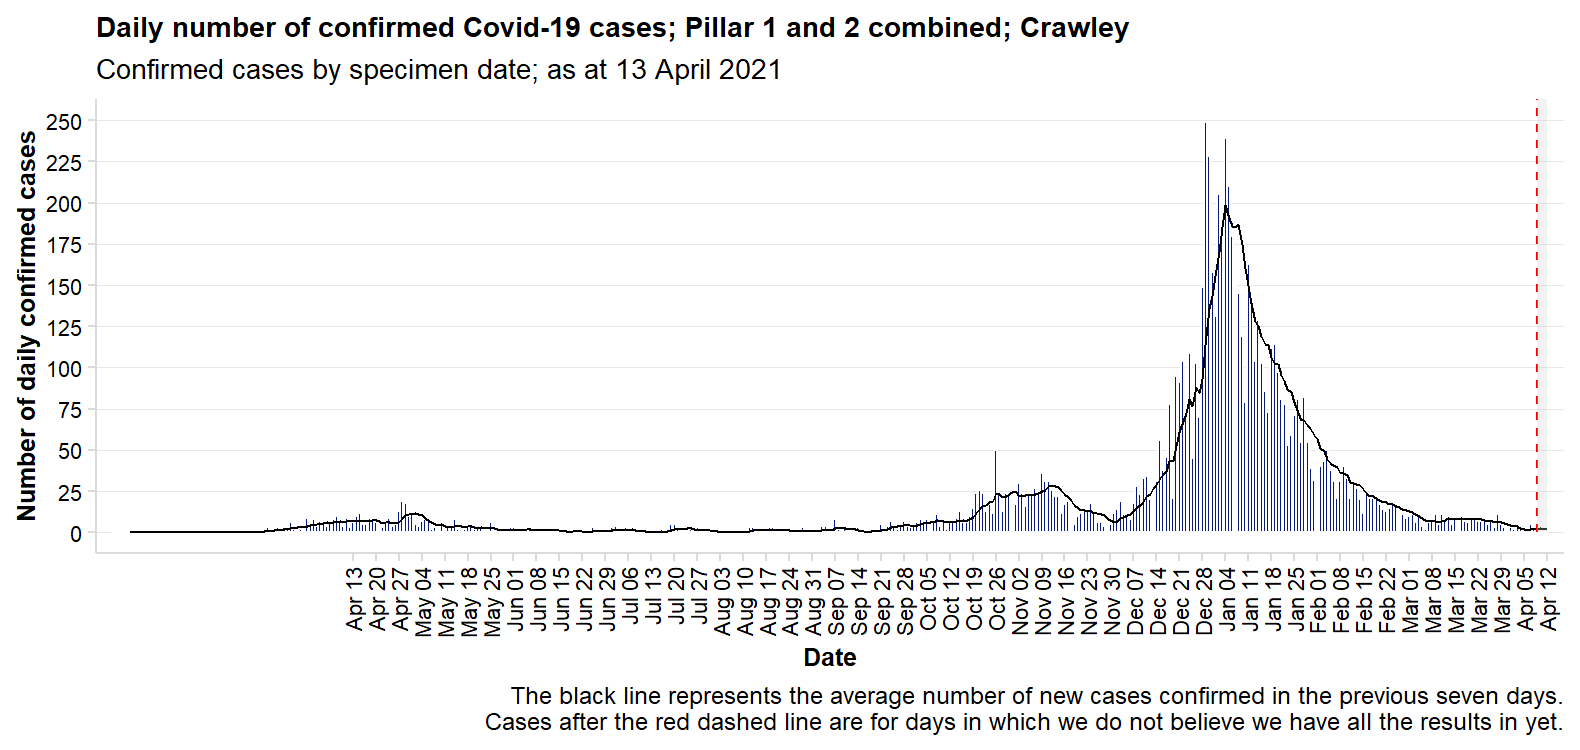 Daily number of confirmed Covid-19 cases; Pillar 1 and 2 combined; Crawley
Confirmed cases by specimen date; as at 13 April 2021
Number of daily confirmed cases
250
225
200
175
150
125
100
75
50
25
0
Apr 13
Apr 20
Apr 27
May 04
May 11
May 18
May 25
Jun 01
Jun 08
Jun 15
Jun 22
Jun 29
Jul 06
Jul 13
Jul 20
Jul 27
Aug 03
Aug 10
Aug 17
Aug 24
Aug 31
Sep 07
Sep 14
Sep 21
Sep 28
Oct 05
Oct 12
Oct 19
Oct 26
Nov 02
Nov 09
Nov 16
Nov 23
Nov 30
Dec 07
Dec 14
Dec 21
Dec 28
Jan 04
Jan 11
Jan 18
Jan 25
Feb 01
Feb 08
Feb 15
Feb 22
Mar 01
Mar 08
Mar 15
Mar 22
Mar 29
Apr 05
Apr 12
Date
The black line represents the average number of new cases confirmed in the previous seven days.
Cases after the red dashed line are for days in which we do not believe we have all the results in yet.